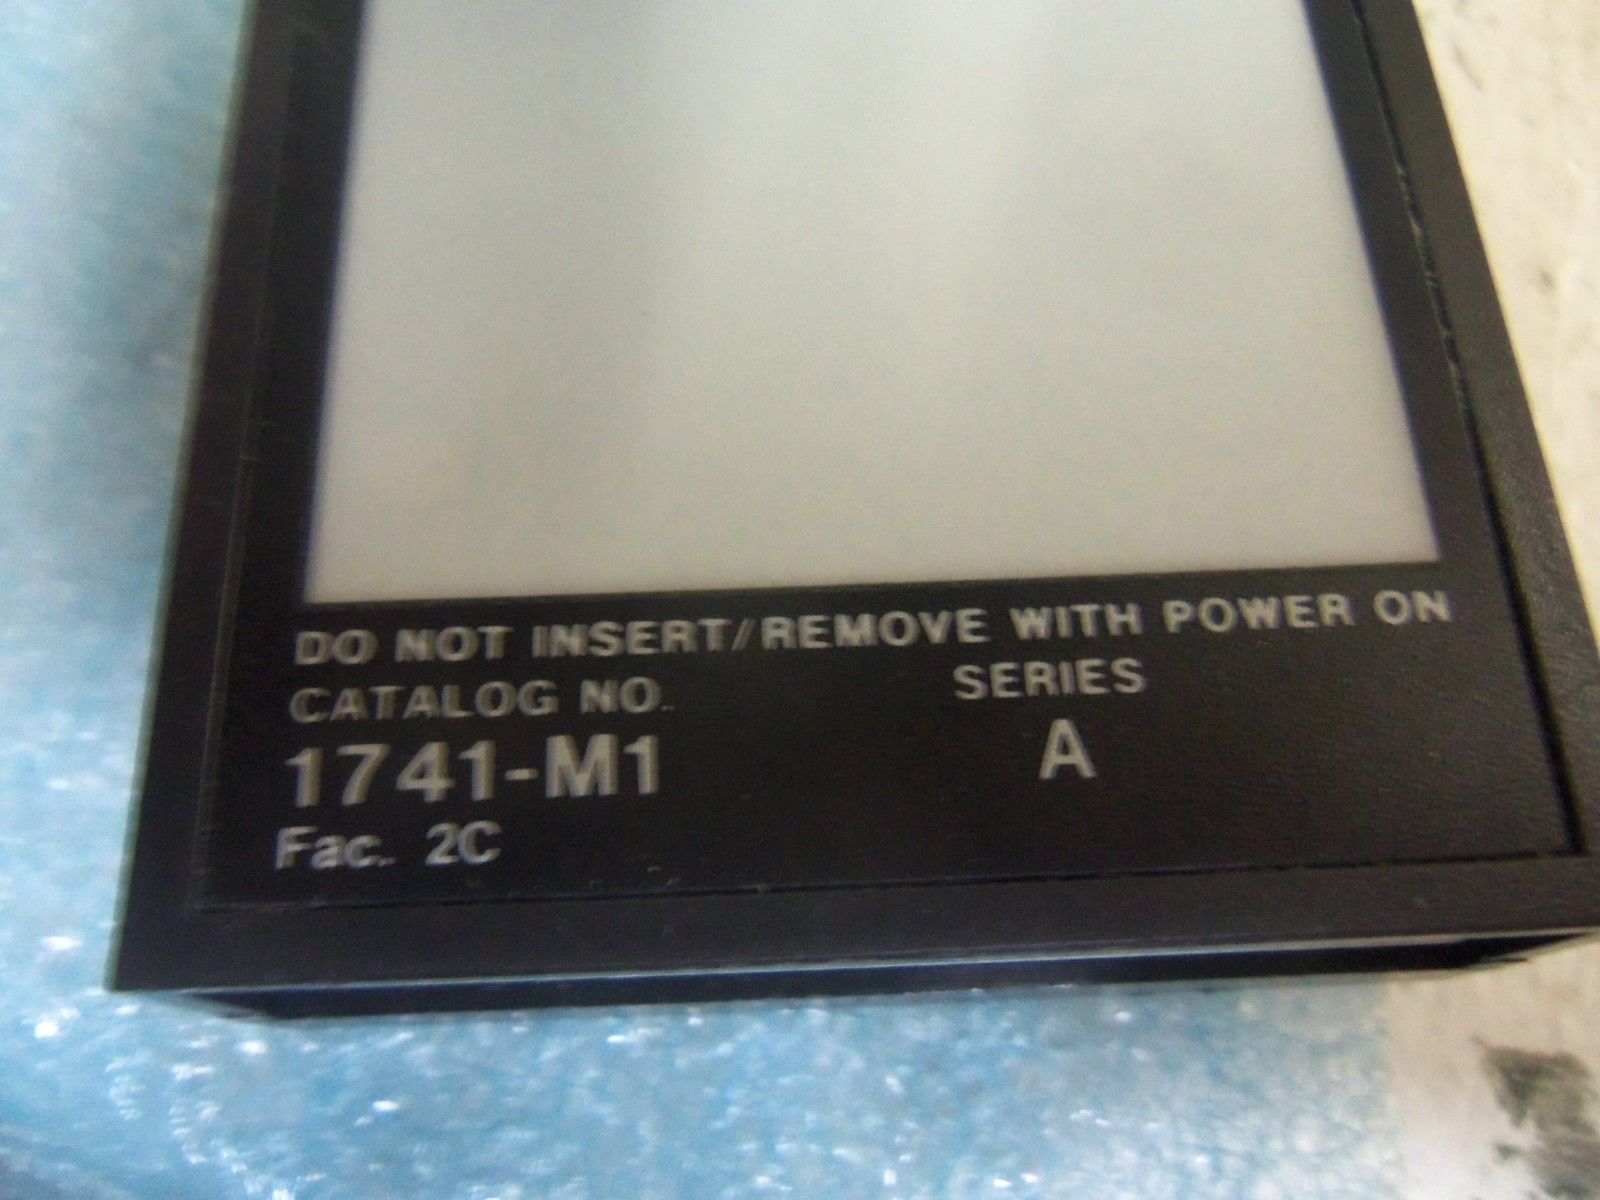 DO NOT INSERT/REMOVE WITH POWER ON
CATALOG NO. SERIES
1741-M1 A
Fac. 2C